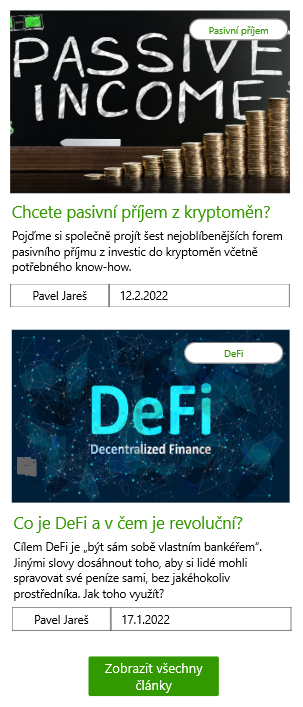 Pasivní příjem
PASSIVE
INCOME
Chcete pasivní příjem z kryptoměn?
Pojďme si společně projít šest nejoblíbenějších forem
pasivního příjmu z investic do kryptoměn včetně
potřebného know-how.
Pavel Jareš 12.2.2022
DeFi
DeFi
Decentralized Finance
Co je DeFi a v čem je revoluční?
Cílem DeFi je „být sám sobě vlastním bankéřem“.
Jinými slovy dosáhnout toho, aby si lidé mohli
spravovat své peníze sami, bez jakéhokoliv
prostředníka. Jak toho využít?
Pavel Jareš 17.1.2022
Zobrazit všechny
články